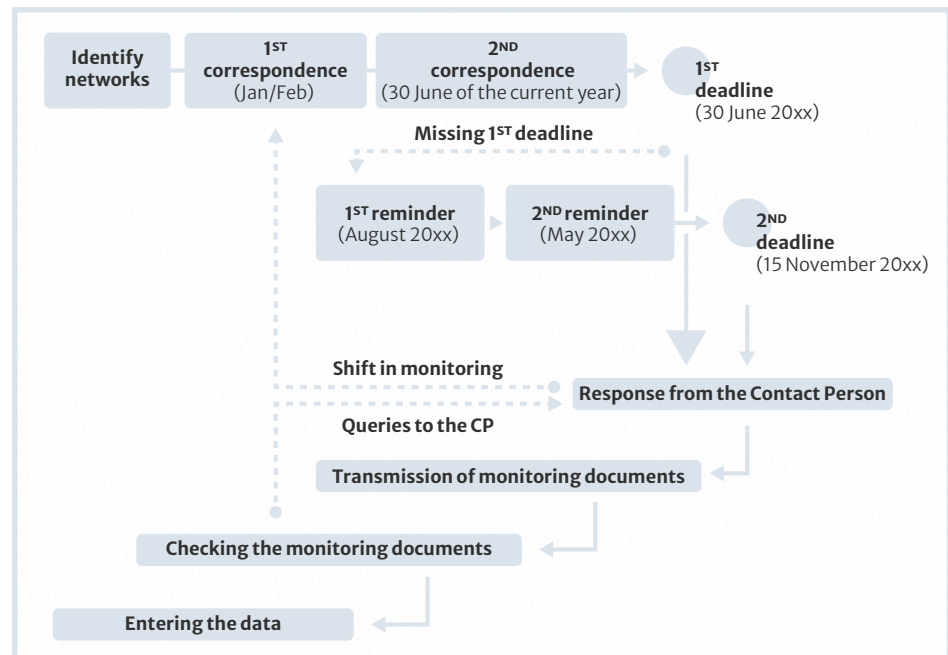 Identify
networks
1ST
correspondence
(Jan/Feb)
2ND
correspondence
(30 June of the current year)
1ST
deadline
(30 June 20xx)
Missing 1ST deadline
1ST reminder
(August 20xx)
2ND reminder
(May 20xx)
2ND
deadline
(15 November 20xx)
Shift in monitoring
Response from the Contact Person
Queries to the CP
Transmission of monitoring documents
Checking the monitoring documents
Entering the data